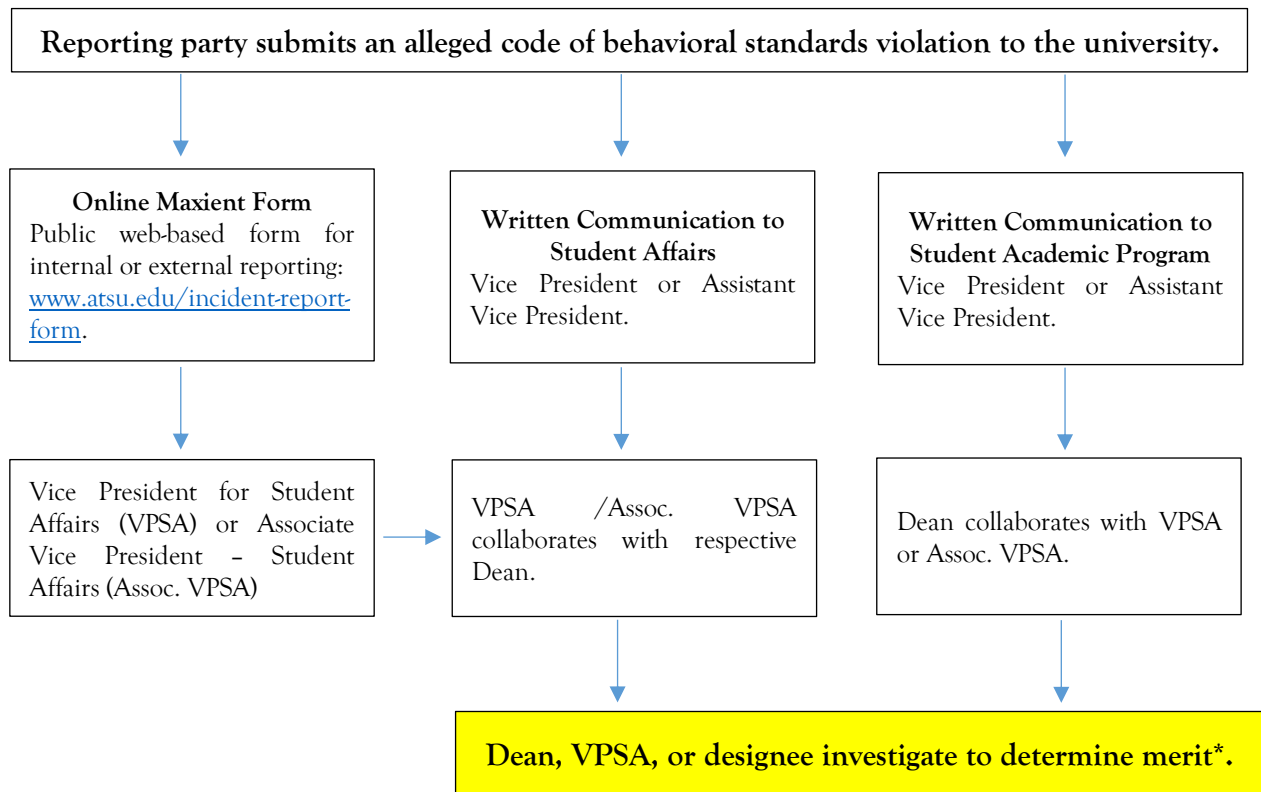 Reporting party submits an alleged code of behavioral standards violation to the university.
Online Maxient Form
Public web-based form for
internal or external reporting:
www.atsu.edu/incident-report-
form.
Written Communication to
Student Affairs
Vice President or Assistant
Vice President.
Written Communication to
Student Academic Program
Vice President or Assistant
Vice President.
Vice President for Student
Affairs (VPSA) or Associate
Vice President – Student
Affairs (Assoc. VPSA)
VPSA /Assoc. VPSA
collaborates with respective
Dean.
Dean collaborates with VPSA
or Assoc. VPSA.
Dean, VPSA, or designee investigate to determine merit*.